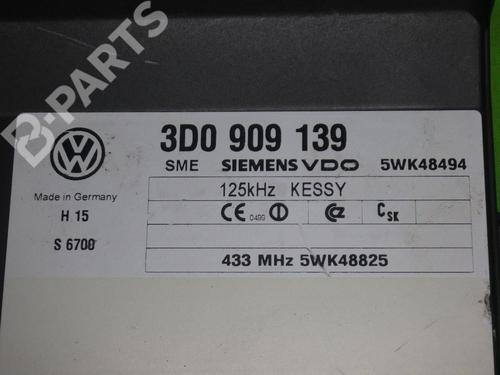 B-PARTS
3D0 909 139
SME SIEMENS VDO 5WK48494
Made in Germany
125kHz KESSY
H 15
CE 0499
CSK
S 6700
433 MHz 5WK48825